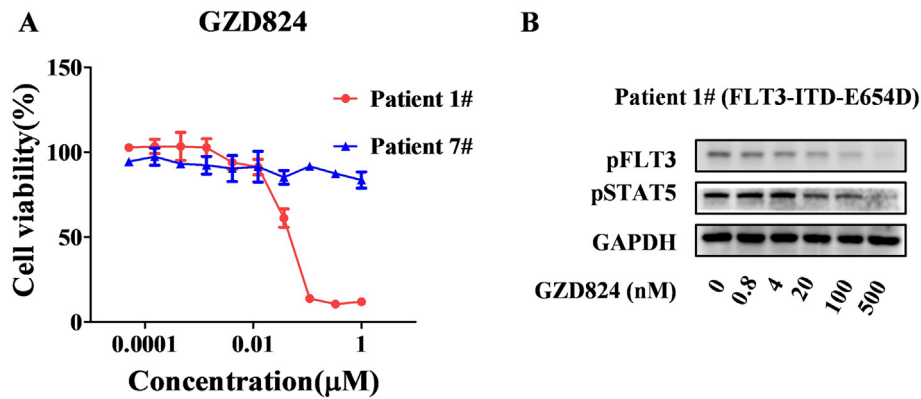 A
GZD824
Cell viability(%)
150
100
50
0
Patient 1#
Patient 7#
0.0001
0.01
1
Concentration(μM)
B
Patient 1# (FLT3-ITD-E654D)
pFLT3
pSTAT5
GAPDH
GZD824 (nM)
0 0.8 4 20 100 500